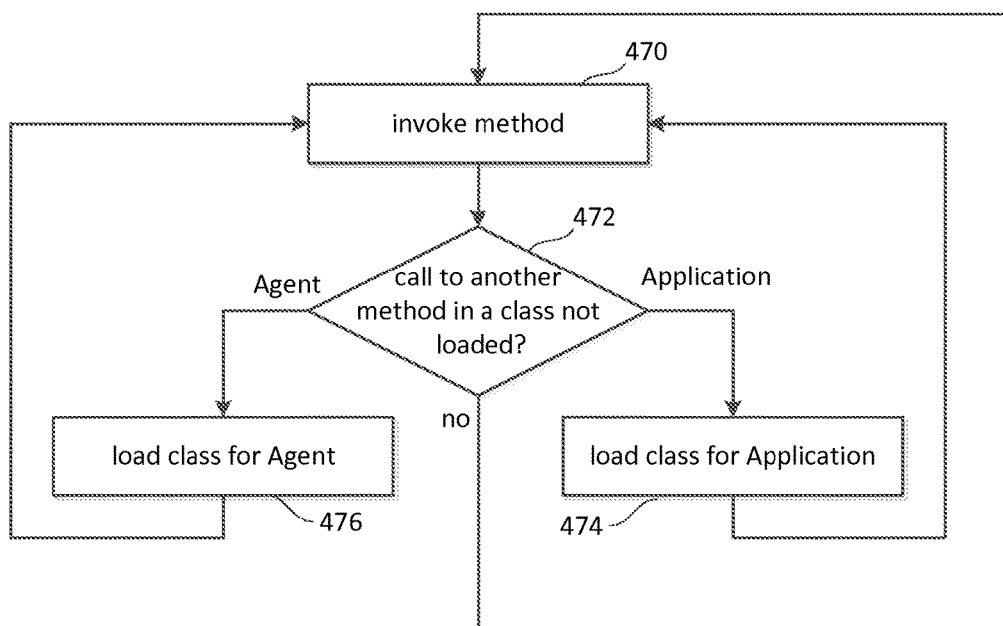 470
invoke method
472
Agent
call to another
method in a class not
loaded?
Application
no
load class for Agent
load class for Application
476
474